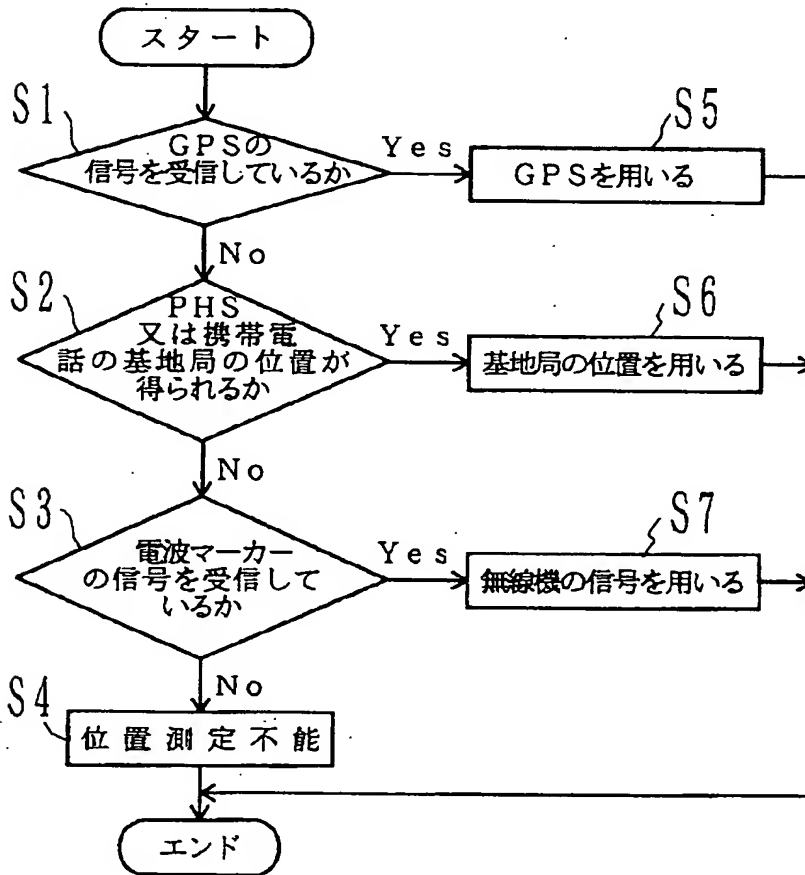 スタート
S1
GPSの
信号を受信しているか
Yes
S5
GPSを用いる
No
S2
PHS
又は携帯電
話の基地局の位置が
得られるか
Yes
S6
基地局の位置を用いる
No
S3
電波マーカー
の信号を受信して
いるか
Yes
S7
無線機の信号を用いる
No
S4
位置測定不能
エンド